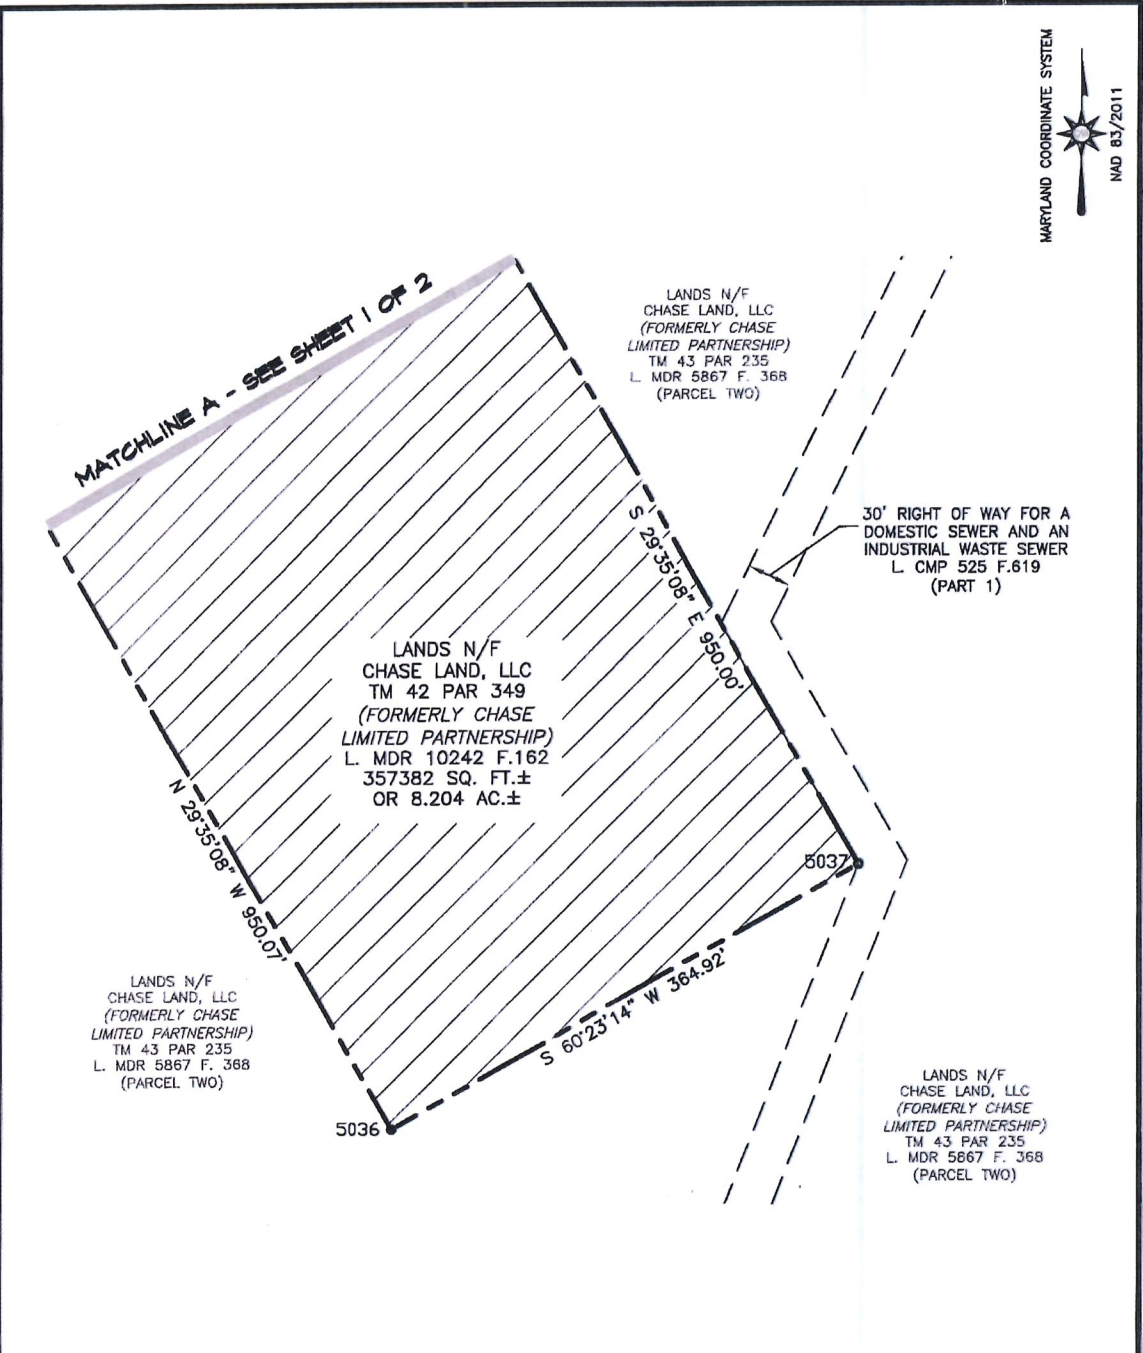 MARYLAND COORDINATE SYSTEM
NAD 83/2011
MATCHLINE A - SEE SHEET 1 OF 2
LANDS N/F
CHASE LAND, LLC
(FORMERLY CHASE
LIMITED PARTNERSHIP)
TM 43 PAR 235
L. MDR 5867 F. 368
(PARCEL TWO)
30' RIGHT OF WAY FOR A
DOMESTIC SEWER AND AN
INDUSTRIAL WASTE SEWER
L. CMP 525 F.619
(PART 1)
S 29°35'08" E 950.00'
LANDS N/F
CHASE LAND, LLC
TM 42 PAR 349
(FORMERLY CHASE
LIMITED PARTNERSHIP)
L. MDR 10242 F.162
357382 SQ. FT.±
OR 8.204 AC.±
N 29°35'08" W 950.07'
5037
S 60°23'14" W 364.92'
LANDS N/F
CHASE LAND, LLC
(FORMERLY CHASE
LIMITED PARTNERSHIP)
TM 43 PAR 235
L. MDR 5867 F. 368
(PARCEL TWO)
5036
LANDS N/F
CHASE LAND, LLC
(FORMERLY CHASE
LIMITED PARTNERSHIP)
TM 43 PAR 235
L. MDR 5867 F. 368
(PARCEL TWO)